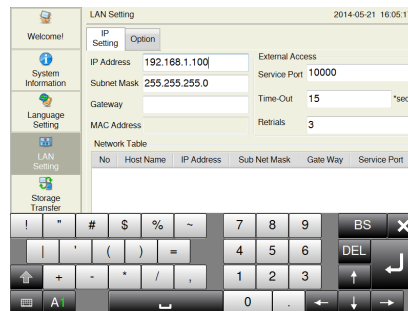 LAN Setting 2014-05-21 16:05:1
Welcome!
IP Setting Option
IP Address 192.168.1.100
Subnet Mask 255.255.255.0
Gateway
MAC Address
External Access
Service Port 10000
Time-Out 15 *sec
Retrials 3
System Information
Language Setting
LAN Setting
Storage Transfer
Network Table
No Host Name IP Address Sub Net Mask Gate Way Service Port
! " # $ % ~ 7 8 9 BS X
| ' ( ) = 4 5 6 DEL
+ - * / , 1 2 3
A1 0 .